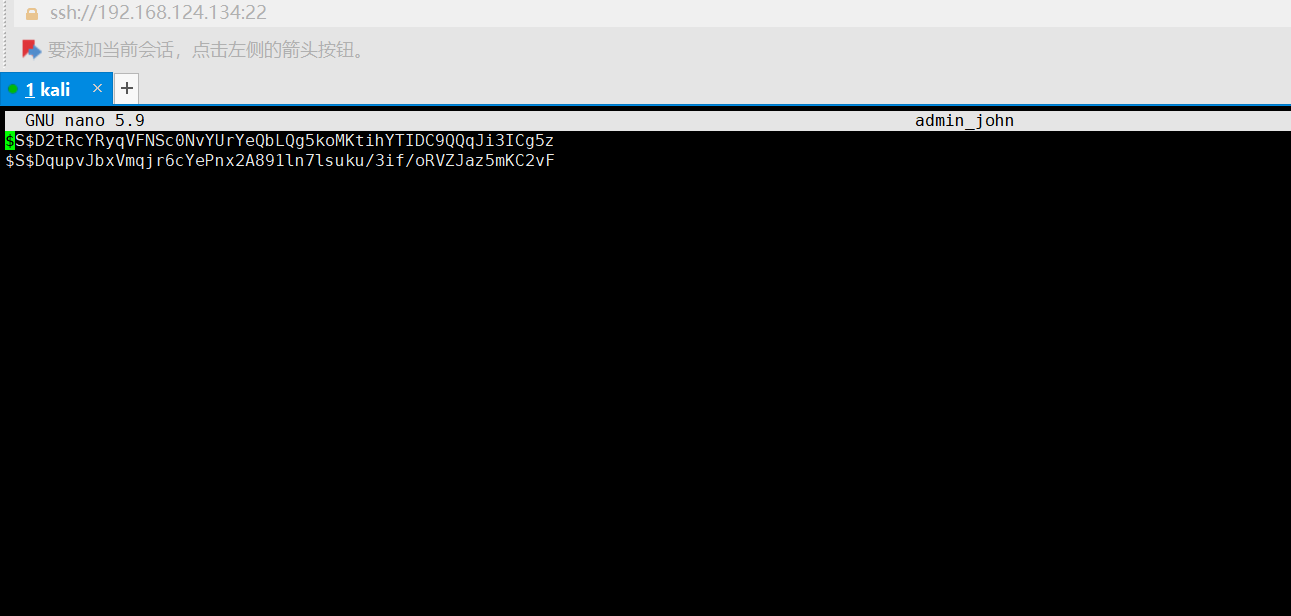 ssh://192.168.124.134:22
要添加当前会话，点击左侧的箭头按钮。
1 kali × +
GNU nano 5.9 admin_john
$S$D2tRcYRyqVFNSc0NvYUrYeQbLQg5koMKtihYTIDC9QQqJi3ICg5z
$S$DqupvJbxVmqjr6cYePnx2A891ln7lsuku/3if/oRVZJaz5mKC2vF